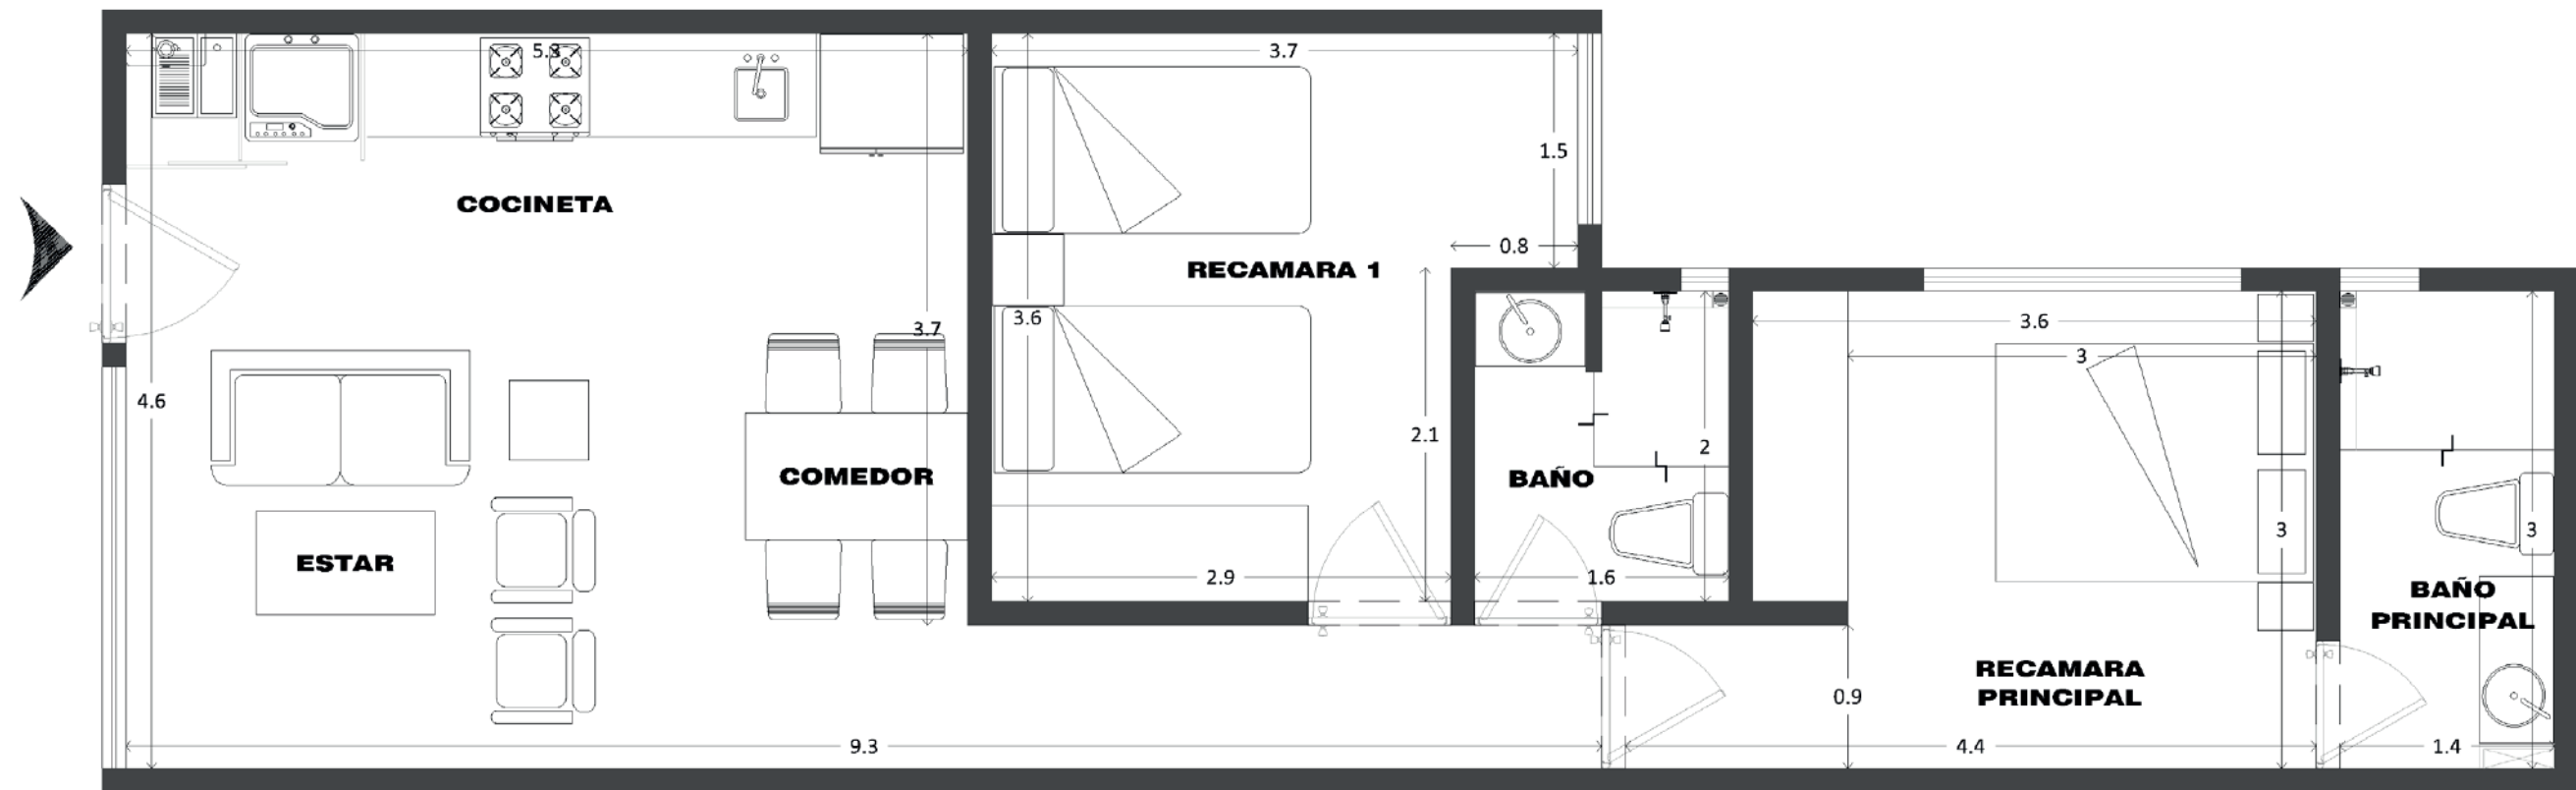 5.3
3.7
COCINETA
1.5
0.8
RECAMARA 1
3.6
3.7
3.6
3
4.6
2.1
2
COMEDOR
BAÑO
3
3
ESTAR
2.9
1.6
BAÑO
PRINCIPAL
RECAMARA
PRINCIPAL
0.9
9.3
4.4
1.4